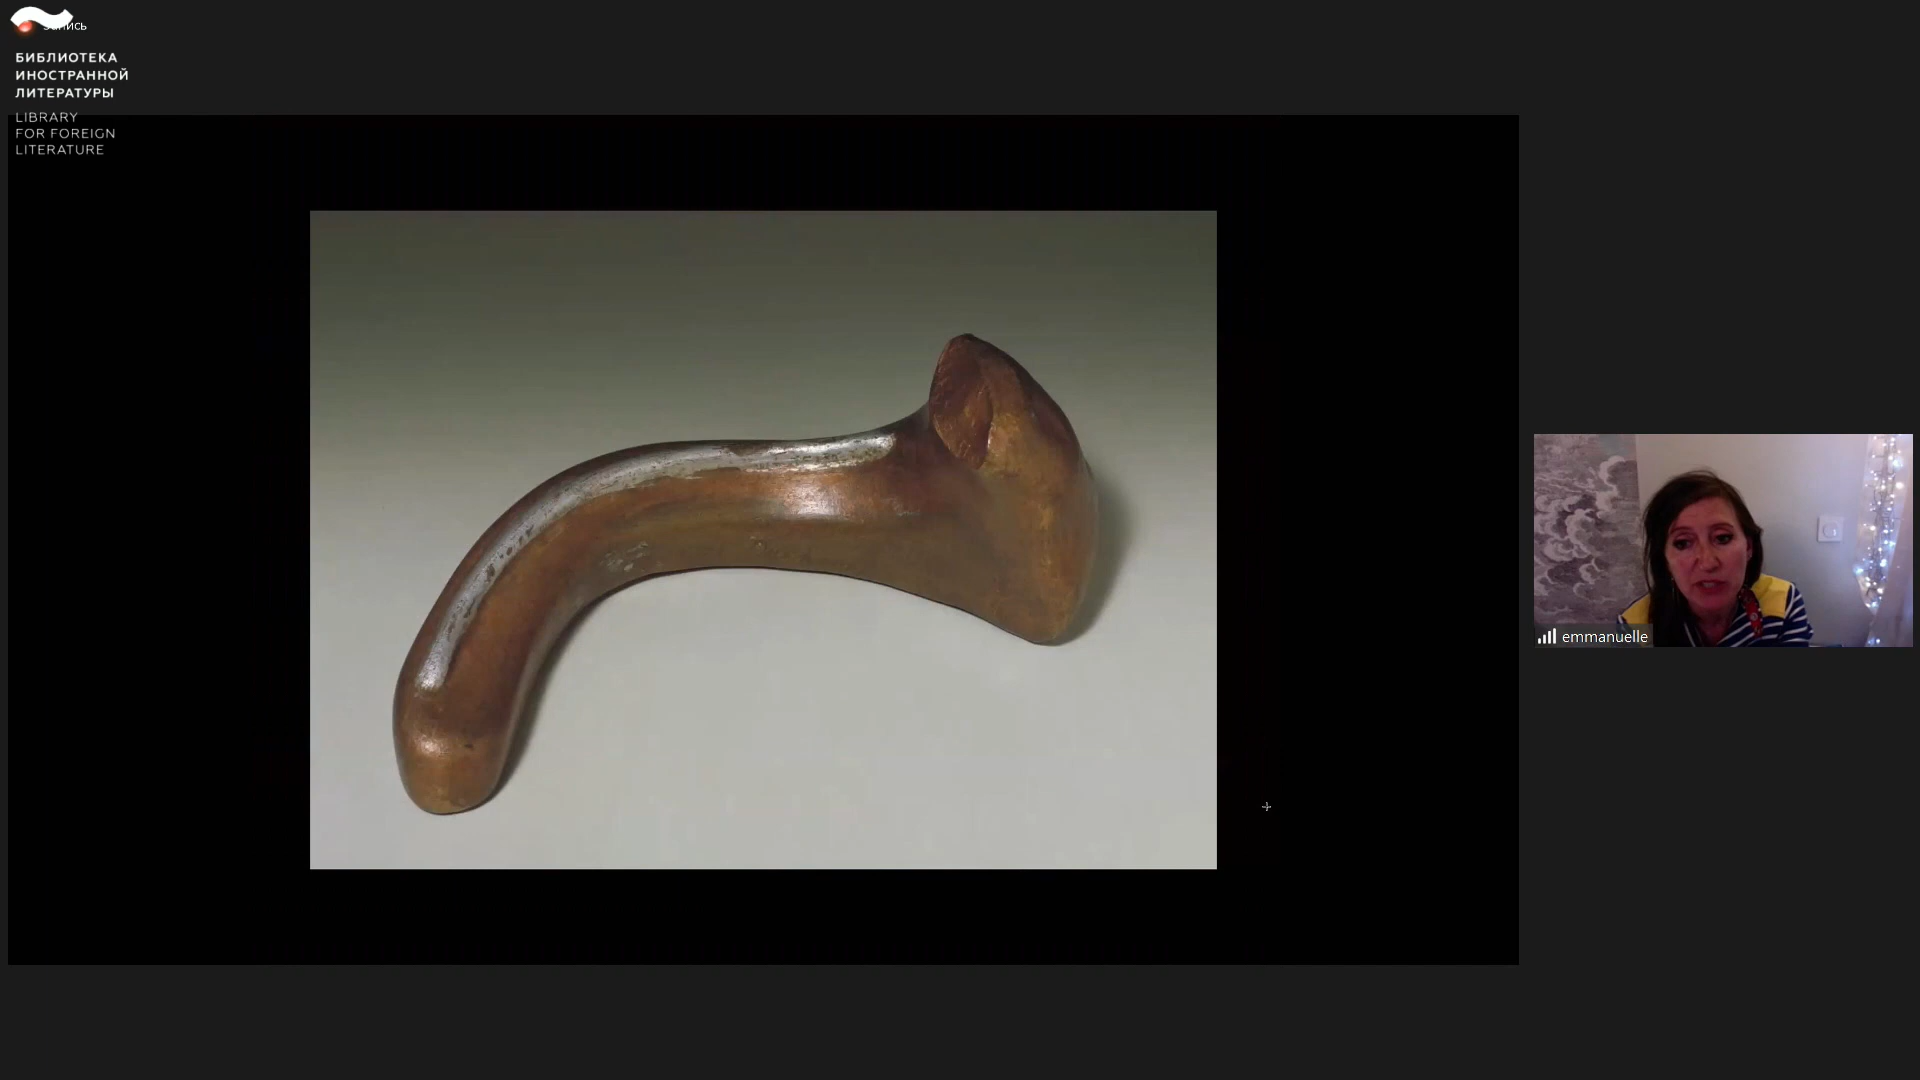 БИБЛИОТЕКА
ИНОСТРАННОЙ
ЛИТЕРАТУРЫ
LIBRARY
FOR FOREIGN
LITERATURE
emmanuelle